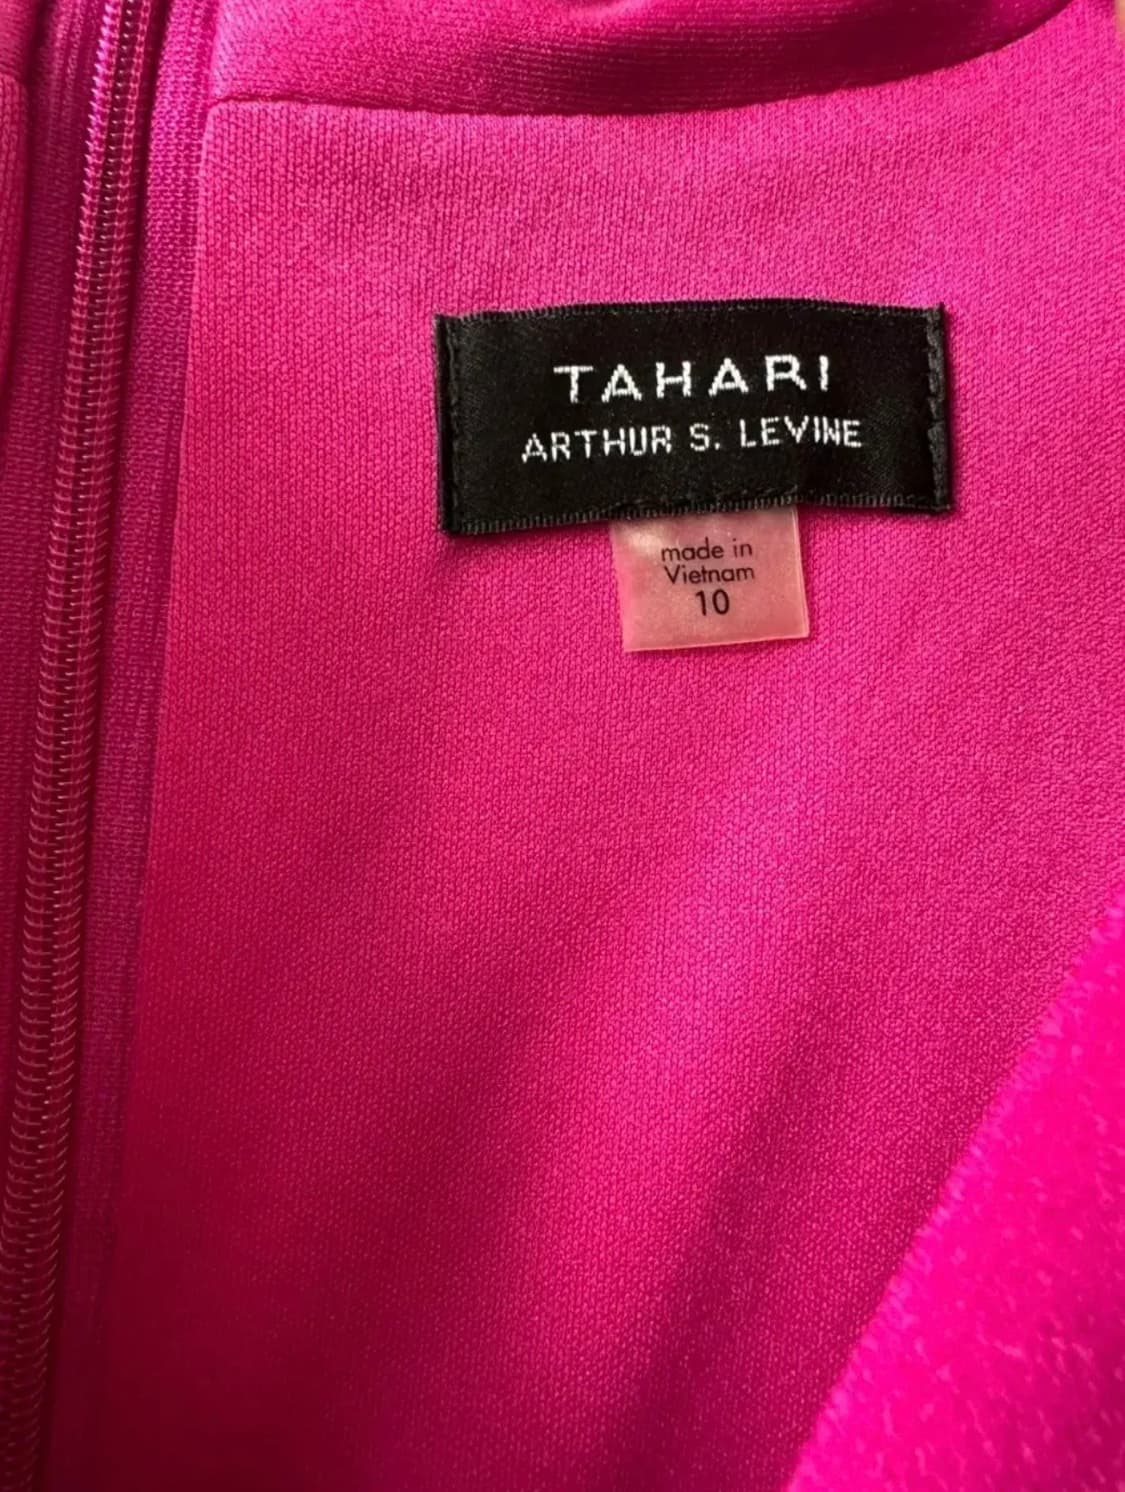 TAHARI
ARTHUR S. LEVINE
made in
Vietnam
10